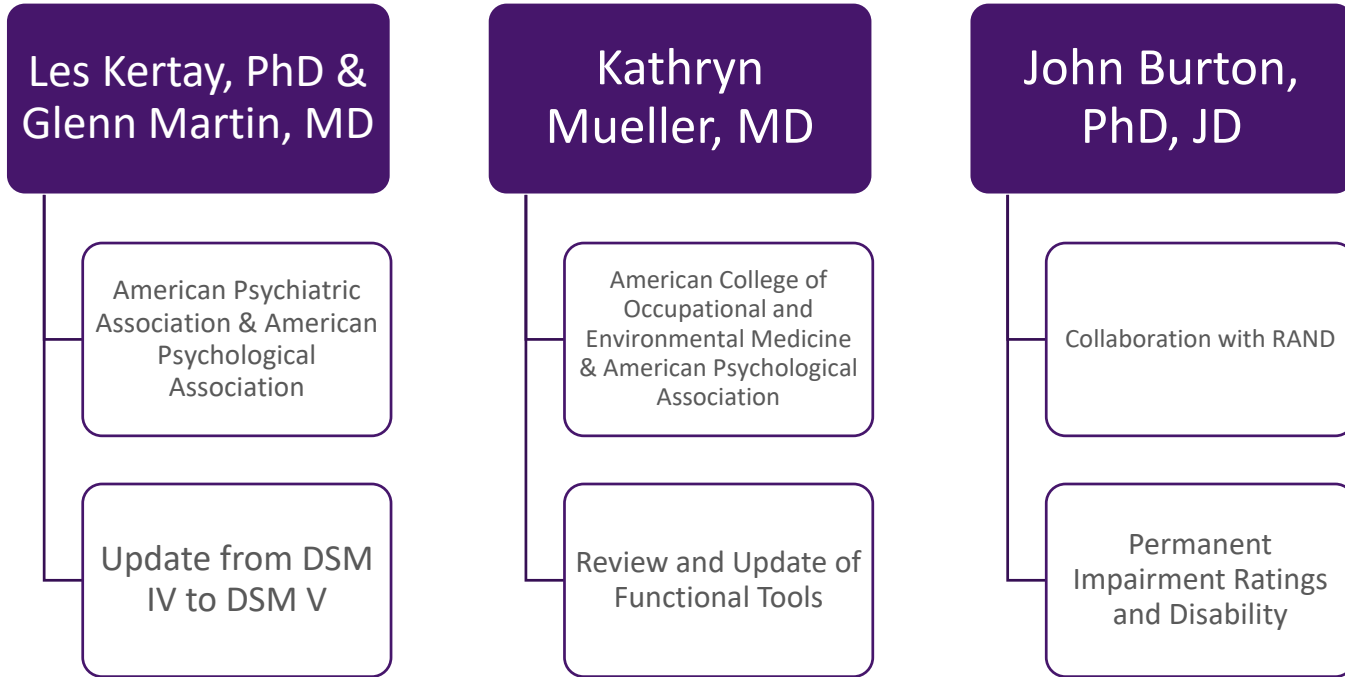 Les Kertay, PhD &
Glenn Martin, MD
American Psychiatric
Association & American
Psychological
Association
Update from DSM
IV to DSM V
Kathryn
Mueller, MD
American College of
Occupational and
Environmental Medicine
& American Psychological
Association
Review and Update of
Functional Tools
John Burton,
PhD, JD
Collaboration with RAND
Permanent
Impairment Ratings
and Disability